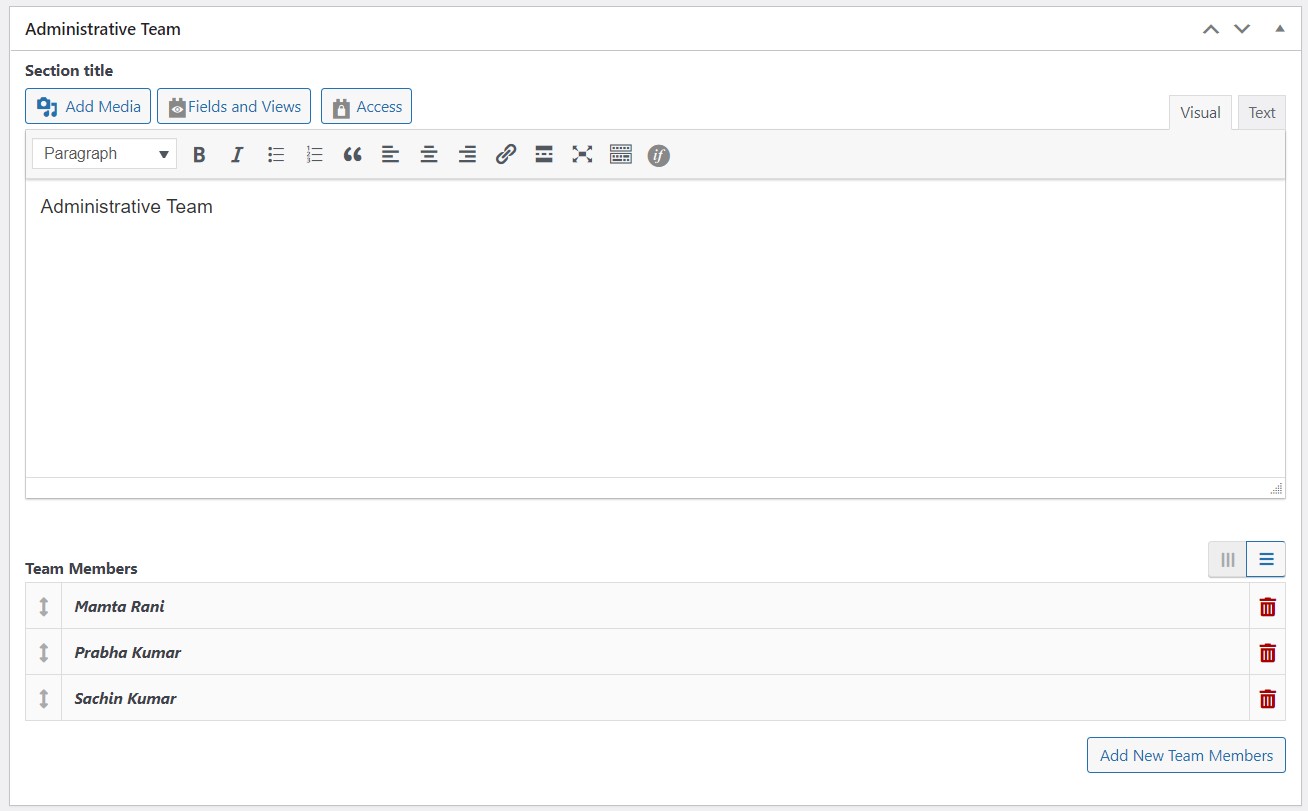 Administrative Team
Section title
Add Media Fields and Views Access
Visual Text
Paragraph B I if
Administrative Team
Team Members
Mamta Rani
Prabha Kumar
Sachin Kumar
Add New Team Members